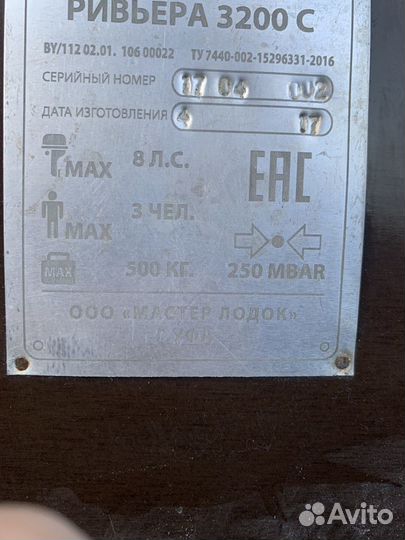 РИВЬЕРА 3200 С
BY/112 02.01. 106 00022 ТУ 7440-002-15296331-2016
СЕРИЙНЫЙ НОМЕР 17 04 002
ДАТА ИЗГОТОВЛЕНИЯ 4 17
MAX 8 Л.С. EAC
MAX 3 ЧЕЛ.
MAX 500 КГ. 250 MBAR
ООО «МАСТЕР ЛОДОК»
Г. УФА
Avito